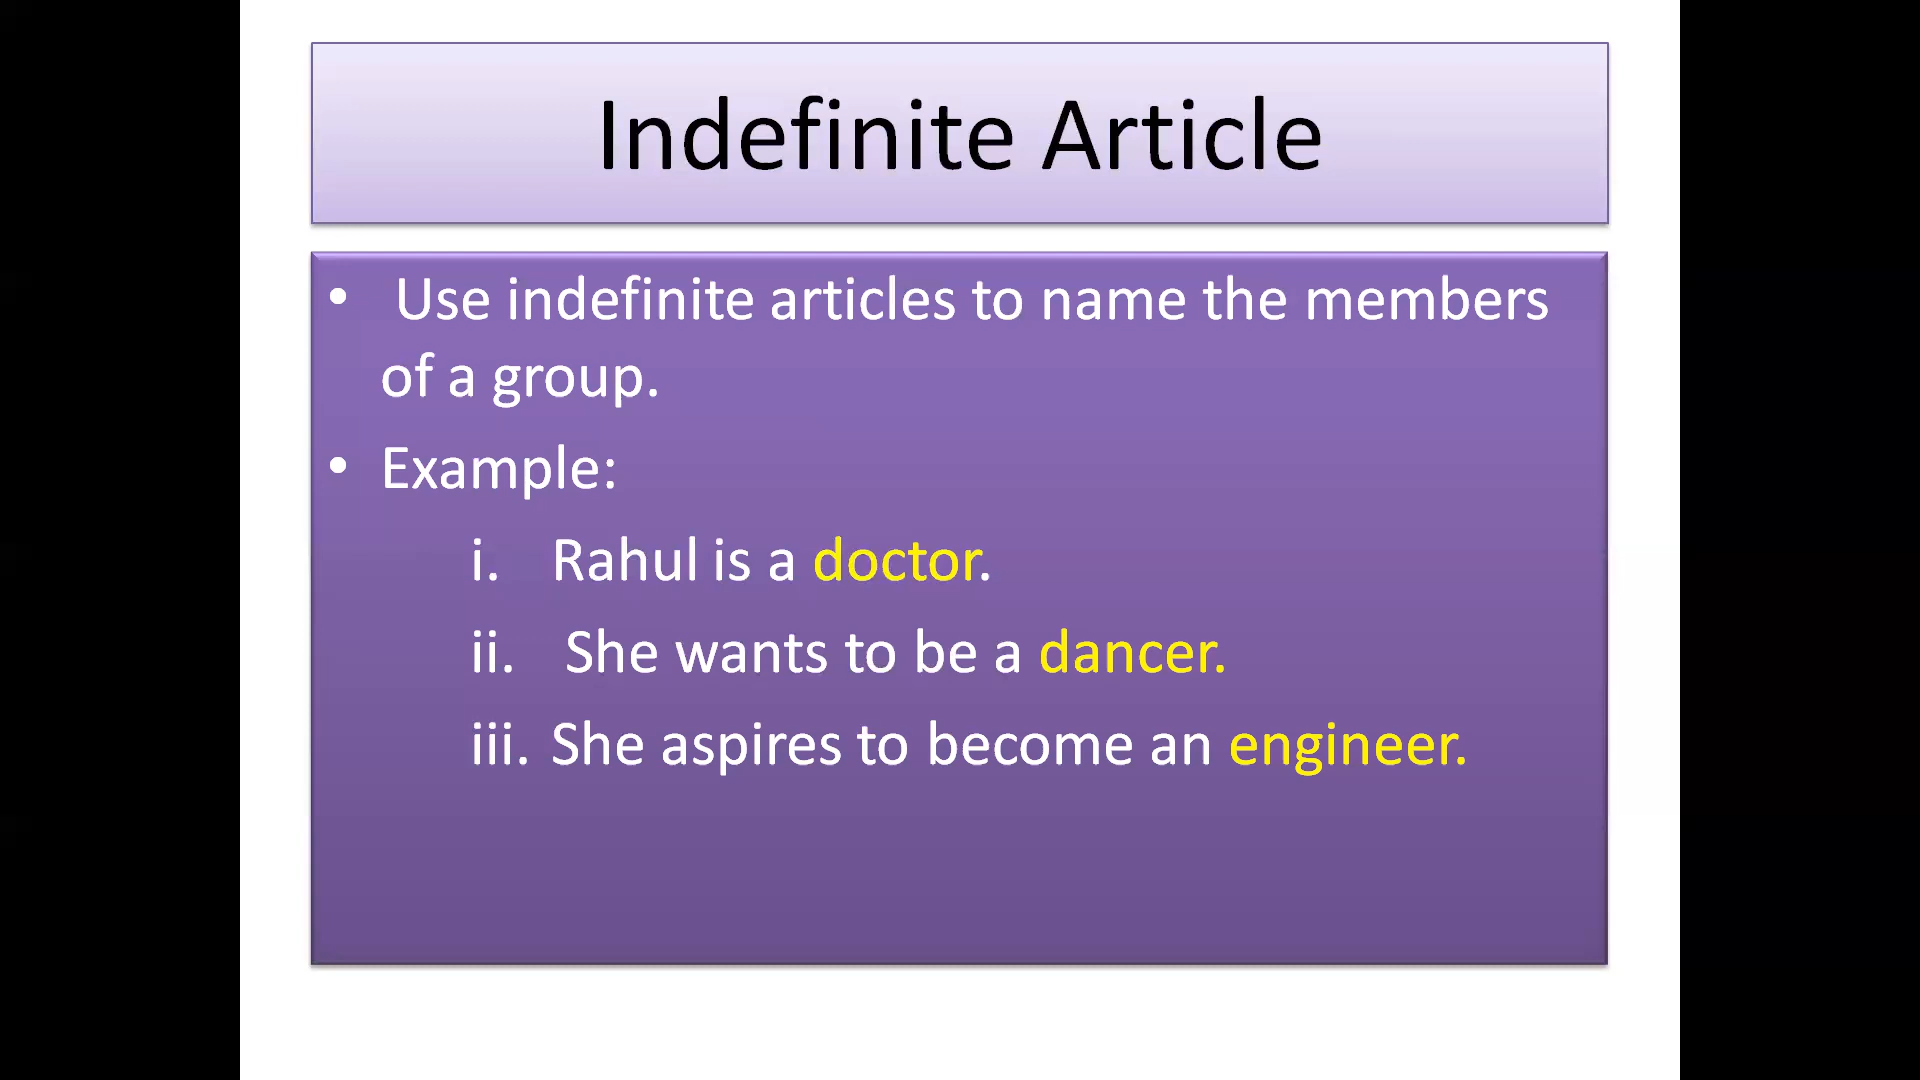 Indefinite Article
• Use indefinite articles to name the members
of a group.
• Example:
i. Rahul is a doctor.
ii. She wants to be a dancer.
iii. She aspires to become an engineer.